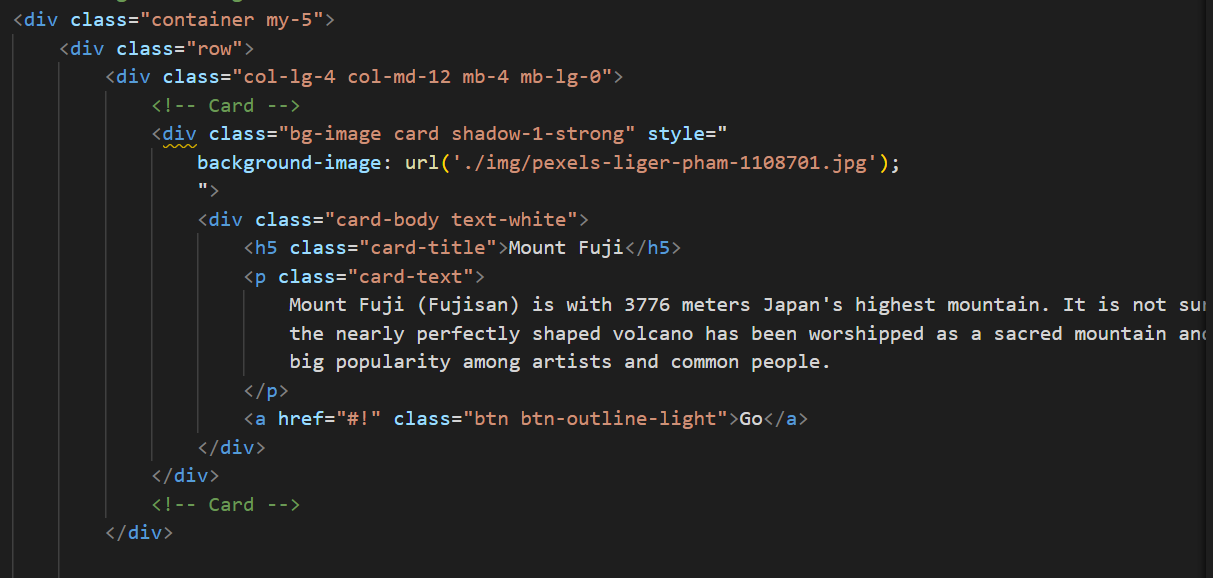 <div class="container my-5">
<div class="row">
<div class="col-lg-4 col-md-12 mb-4 mb-lg-0">
<!-- Card -->
<div class="bg-image card shadow-1-strong" style="
background-image: url('./img/pexels-liger-pham-1108701.jpg');
">
<div class="card-body text-white">
<h5 class="card-title">Mount Fuji</h5>
<p class="card-text">
Mount Fuji (Fujisan) is with 3776 meters Japan's highest mountain. It is not
the nearly perfectly shaped volcano has been worshipped as a sacred mountain
big popularity among artists and common people.
</p>
<a href="#!" class="btn btn-outline-light">Go</a>
</div>
</div>
<!-- Card -->
</div>